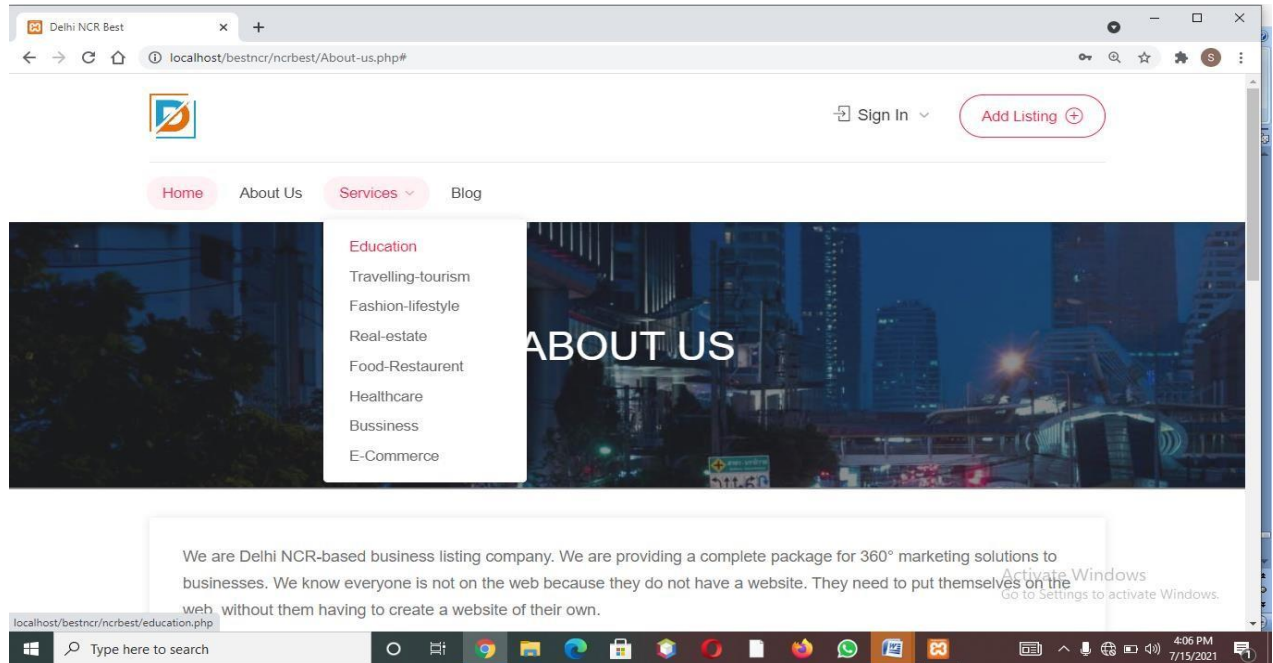 Delhi NCR Best
localhost/bestncr/ncrbest/About-us.php#
S
Sign In
Add Listing
Home About Us Services Blog
Education
Travelling-tourism
Fashion-lifestyle
Real-estate
Food-Restaurent
Healthcare
Bussiness
E-Commerce
ABOUT US
We are Delhi NCR-based business listing company. We are providing a complete package for 360° marketing solutions to
businesses. We know everyone is not on the web because they do not have a website. They need to put themselves on the
web, without them having to create a website of their own.
Activate Windows
Go to Settings to activate Windows.
localhost/bestncr/ncrbest/education.php
Type here to search
4:06 PM
7/15/2021